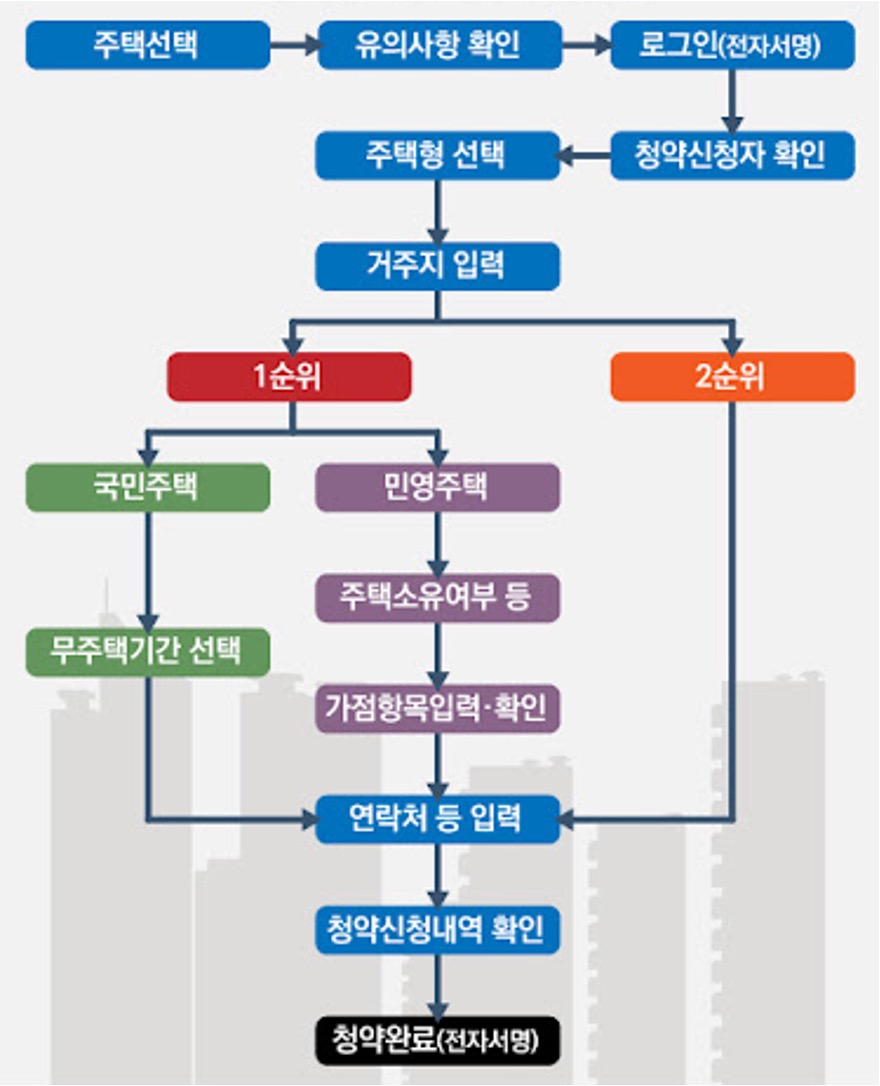 주택선택
유의사항 확인
로그인(전자서명)
주택형 선택
청약신청자 확인
거주지 입력
1순위
2순위
국민주택
민영주택
주택소유여부 등
무주택기간 선택
가점항목입력·확인
연락처 등 입력
청약신청내역 확인
청약완료(전자서명)